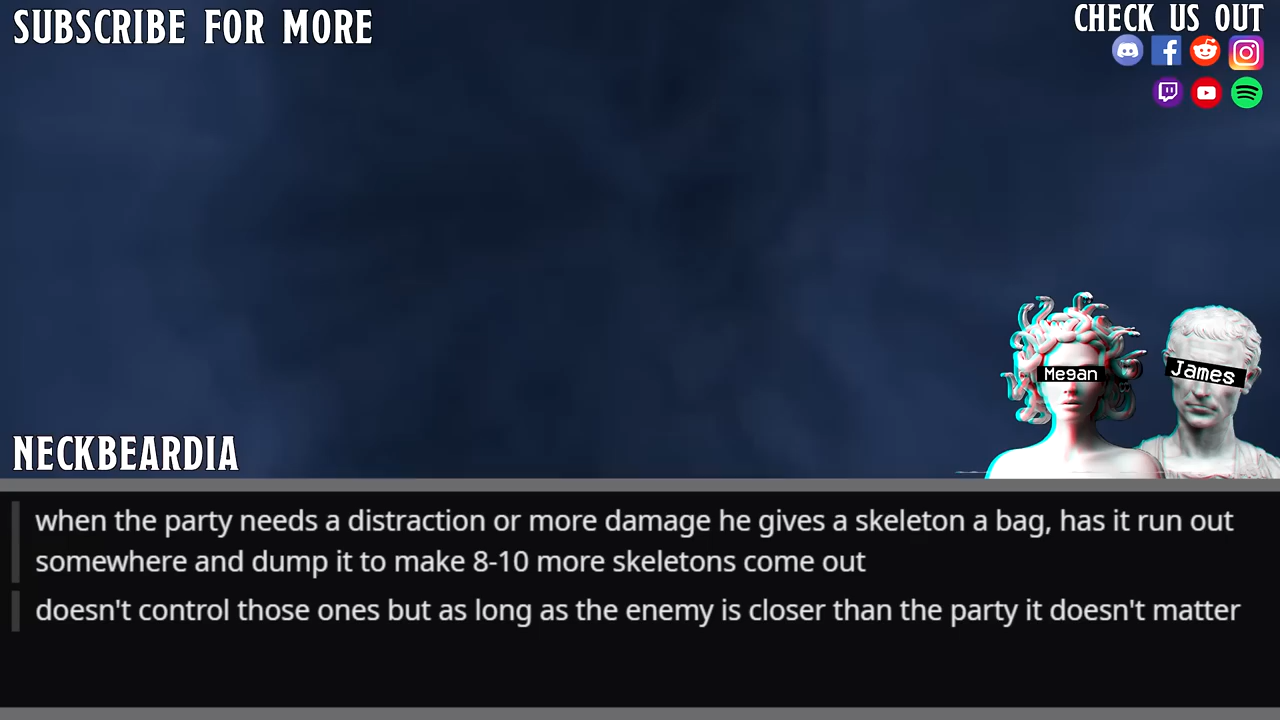 SUBSCRIBE FOR MORE
CHECK US OUT
Megan
James
NECKBEARDIA
when the party needs a distraction or more damage he gives a skeleton a bag, has it run out
somewhere and dump it to make 8-10 more skeletons come out
doesn't control those ones but as long as the enemy is closer than the party it doesn't matter